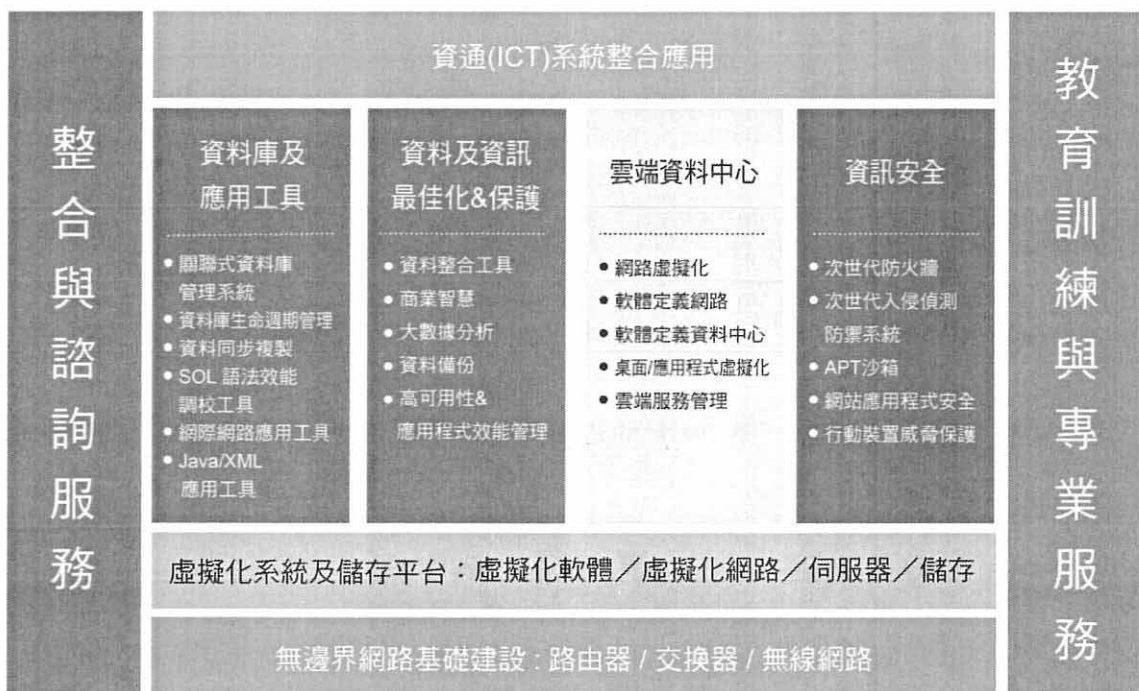 整合與諮詢服務
資通(ICT)系統整合應用
資料庫及
應用工具
● 關聯式資料庫
管理系統
● 資料庫生命週期管理
● 資料同步複製
● SOL 語法效能
調校工具
● 網際網路應用工具
● Java/XML
應用工具
資料及資訊
最佳化&保護
● 資料整合工具
● 商業智慧
● 大數據分析
● 資料備份
● 高可用性&
應用程式效能管理
雲端資料中心
● 網路虛擬化
● 軟體定義網路
● 軟體定義資料中心
● 桌面/應用程式虛擬化
● 雲端服務管理
資訊安全
● 次世代防火牆
● 次世代入侵偵測
防禦系統
● APT沙箱
● 網站應用程式安全
● 行動裝置威脅保護
虛擬化系統及儲存平台：虛擬化軟體／虛擬化網路／伺服器／儲存
無邊界網路基礎建設 : 路由器 / 交換器 / 無線網路
教育訓練與專業服務